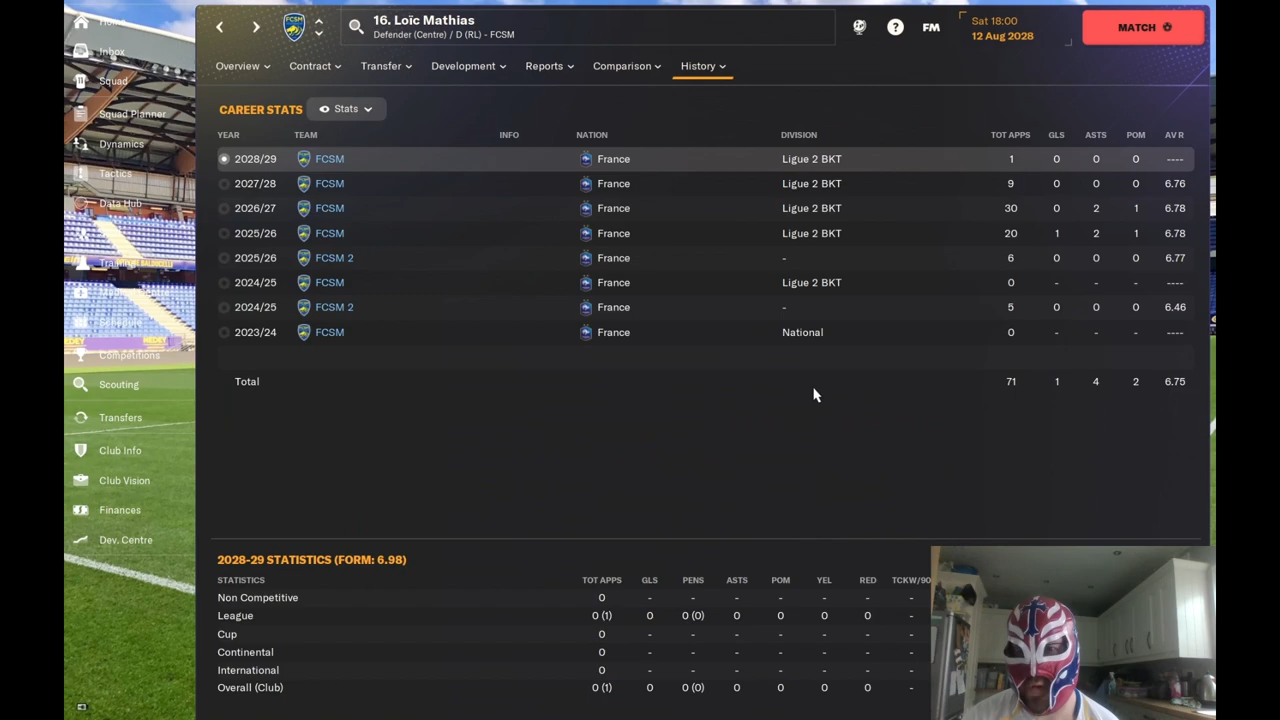 16. Loïc Mathias
Defender (Centre) / D (RL) - FCSM
FCSM
FM
Sat 18:00
12 Aug 2028
MATCH
Overview
Contract
Transfer
Development
Reports
Comparison
History
Home
Inbox
Squad
Squad Planner
Dynamics
Tactics
Data Hub
Competitions
Scouting
Transfers
Club Info
Club Vision
Finances
Dev. Centre
CAREER STATS Stats
YEAR TEAM INFO NATION DIVISION TOT APPS GLS ASTS POM AV R
2028/29 FCSM France Ligue 2 BKT 1 0 0 0 ----
2027/28 FCSM France Ligue 2 BKT 9 0 0 0 6.76
2026/27 FCSM France Ligue 2 BKT 30 0 2 1 6.78
2025/26 FCSM France Ligue 2 BKT 20 1 2 1 6.78
2025/26 FCSM 2 France - 6 0 0 0 6.77
2024/25 FCSM France Ligue 2 BKT 0 - - - ----
2024/25 FCSM 2 France - 5 0 0 0 6.46
2023/24 FCSM France National 0 - - - ----
Total 71 1 4 2 6.75
2028-29 STATISTICS (FORM: 6.98)
STATISTICS TOT APPS GLS PENS ASTS POM YEL RED TCKW/90
Non Competitive 0 - - - - - - -
League 0 (1) 0 0 (0) 0 0 0 0 -
Cup 0 - - - - - - -
Continental 0 - - - - - - -
International 0 - - - - - - -
Overall (Club) 0 (1) 0 0 (0) 0 0 0 0 -